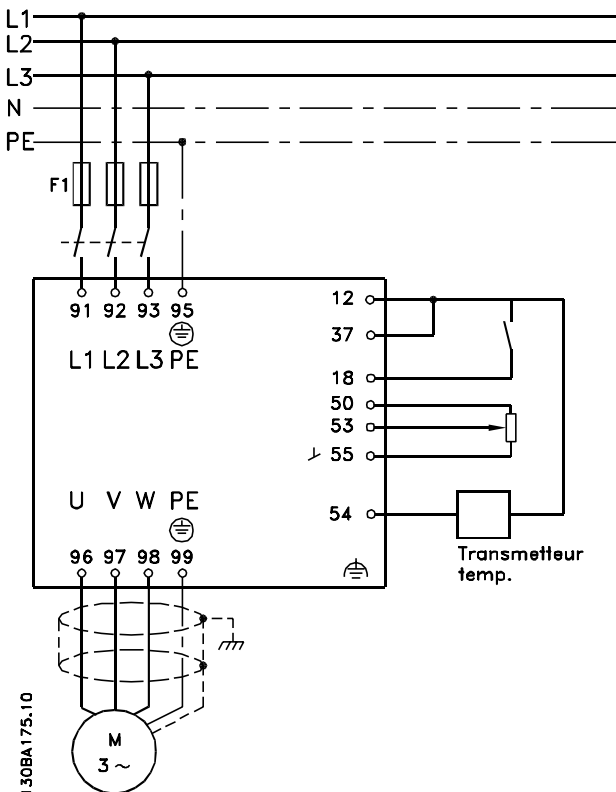 L1
L2
L3
N
PE
F1
91 92 93 95
L1 L2 L3 PE
12
37
18
50
53
55
54
U V W PE
96 97 98 99
Transmetteur
temp.
M
3 ~
130BA175.10